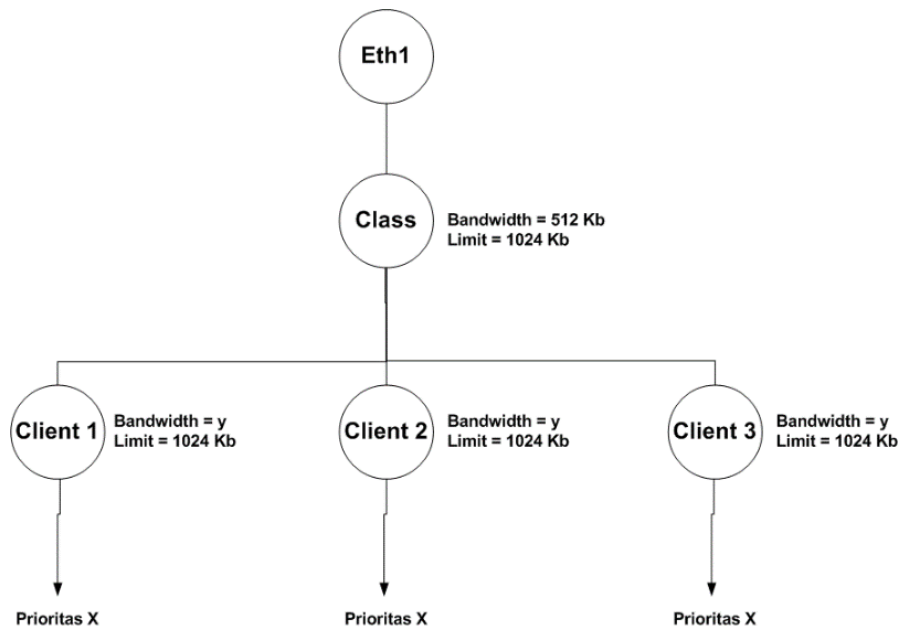 Eth1
Class
Bandwidth = 512 Kb
Limit = 1024 Kb
Client 1
Bandwidth = y
Limit = 1024 Kb
Client 2
Bandwidth = y
Limit = 1024 Kb
Client 3
Bandwidth = y
Limit = 1024 Kb
Prioritas X
Prioritas X
Prioritas X